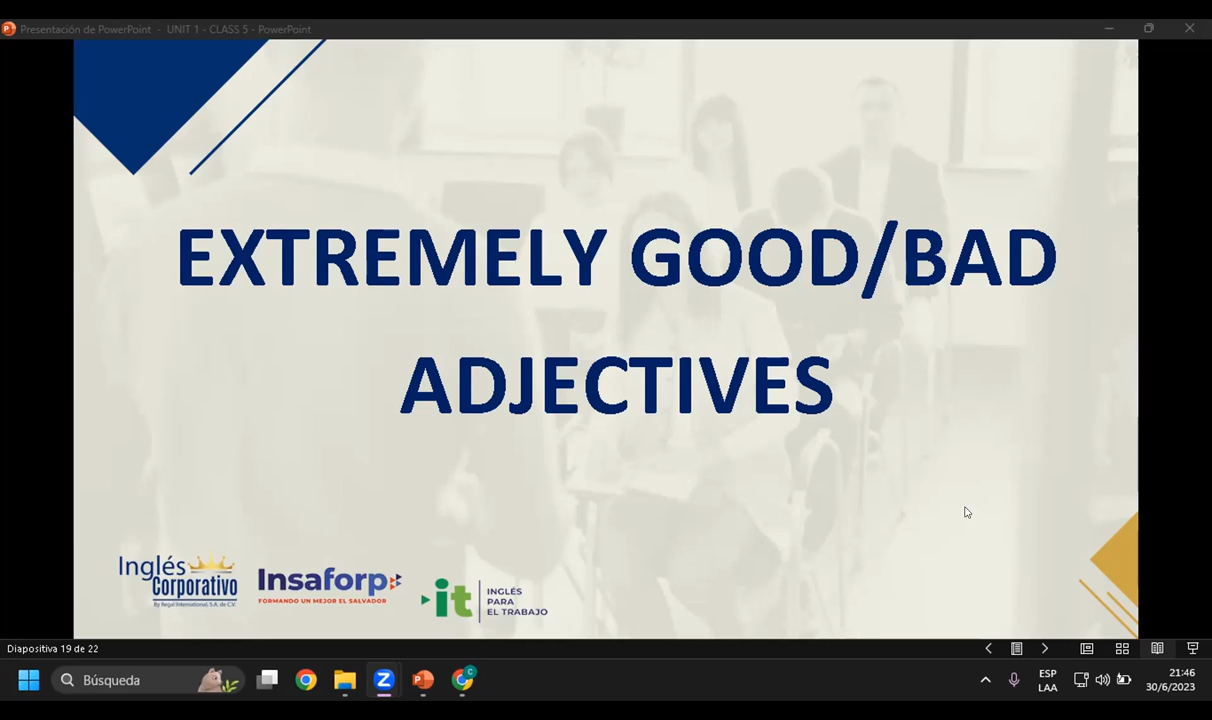 Presentación de PowerPoint - UNIT 1 - CLASS 5 - PowerPoint
EXTREMELY GOOD/BAD
ADJECTIVES
Inglés
Corporativo
By Regal International, S.A. de C.V.
Insaforp
FORMANDO UN MEJOR EL SALVADOR
it
INGLÉS
PARA
EL TRABAJO
Diapositiva 19 de 22
Búsqueda
ESP
LAA
21:46
30/6/2023